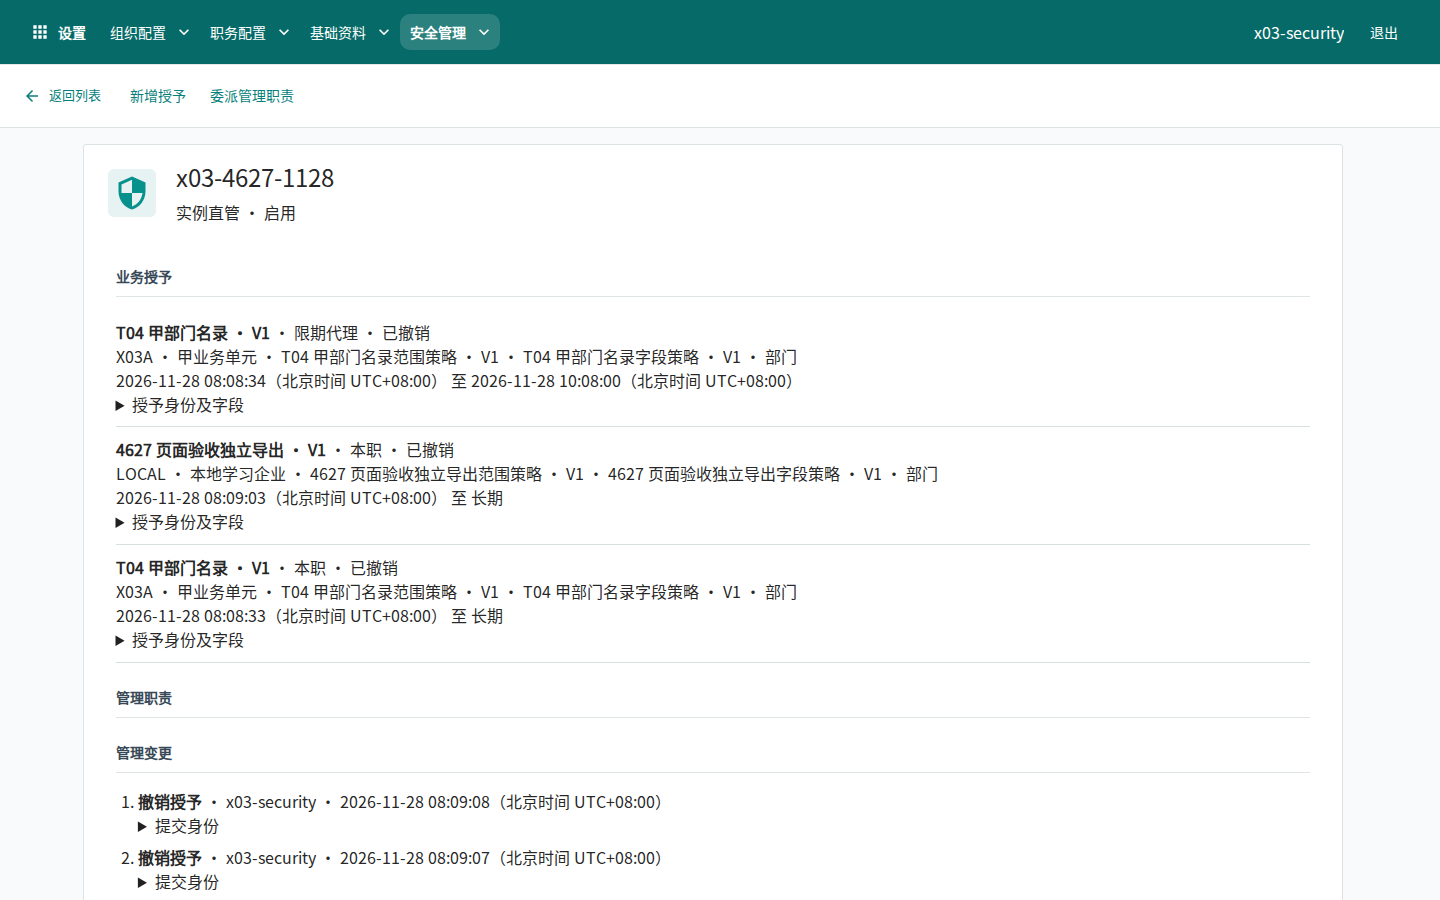 设置 组织配置 职务配置 基础资料 安全管理 x03-security 退出
返回列表 新增授予 委派管理职责
x03-4627-1128
实例直管 · 启用
业务授予
T04 甲部门名录 · V1 · 限期代理 · 已撤销
X03A · 甲业务单元 · T04 甲部门名录范围策略 · V1 · T04 甲部门名录字段策略 · V1 · 部门
2026-11-28 08:08:34（北京时间 UTC+08:00） 至 2026-11-28 10:08:00（北京时间 UTC+08:00）
授予身份及字段
4627 页面验收独立导出 · V1 · 本职 · 已撤销
LOCAL · 本地学习企业 · 4627 页面验收独立导出范围策略 · V1 · 4627 页面验收独立导出字段策略 · V1 · 部门
2026-11-28 08:09:03（北京时间 UTC+08:00） 至 长期
授予身份及字段
T04 甲部门名录 · V1 · 本职 · 已撤销
X03A · 甲业务单元 · T04 甲部门名录范围策略 · V1 · T04 甲部门名录字段策略 · V1 · 部门
2026-11-28 08:08:33（北京时间 UTC+08:00） 至 长期
授予身份及字段
管理职责
管理变更
1. 撤销授予 · x03-security · 2026-11-28 08:09:08（北京时间 UTC+08:00）
提交身份
2. 撤销授予 · x03-security · 2026-11-28 08:09:07（北京时间 UTC+08:00）
提交身份